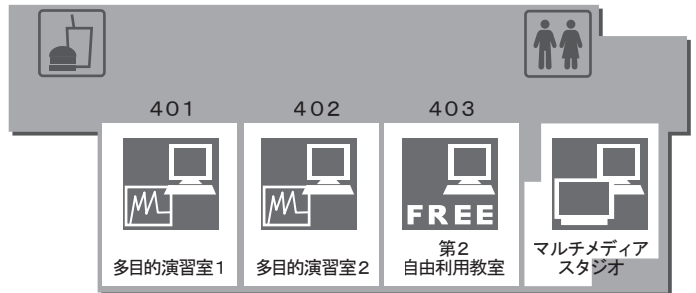 401
402
403
FREE
多目的演習室1
多目的演習室2
第2
自由利用教室
マルチメディア
スタジオ